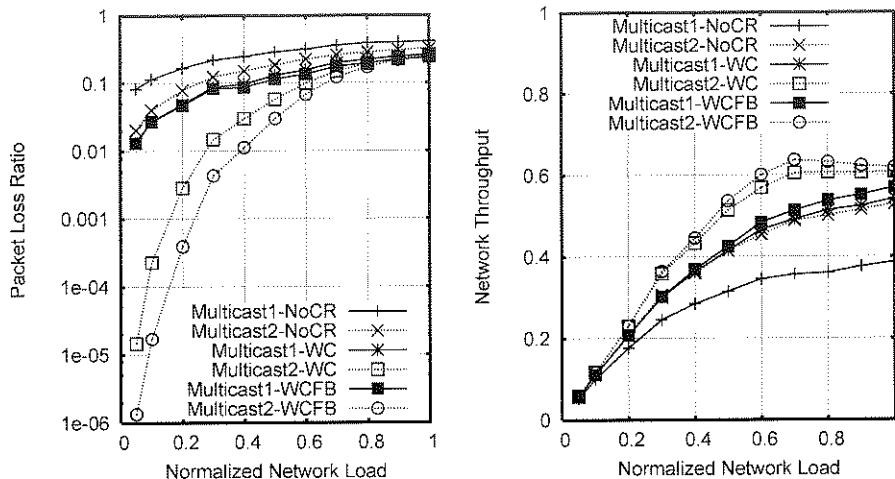 Packet Loss Ratio
1
0.1
0.01
0.001
1e-04
1e-05
1e-06
Multicast1-NoCR
Multicast2-NoCR
Multicast1-WC
Multicast2-WC
Multicast1-WCFB
Multicast2-WCFB
0 0.2 0.4 0.6 0.8 1
Normalized Network Load
Network Throughput
1
0.8
0.6
0.4
0.2
0
Multicast1-NoCR
Multicast2-NoCR
Multicast1-WC
Multicast2-WC
Multicast1-WCFB
Multicast2-WCFB
0 0.2 0.4 0.6 0.8
Normalized Network Load